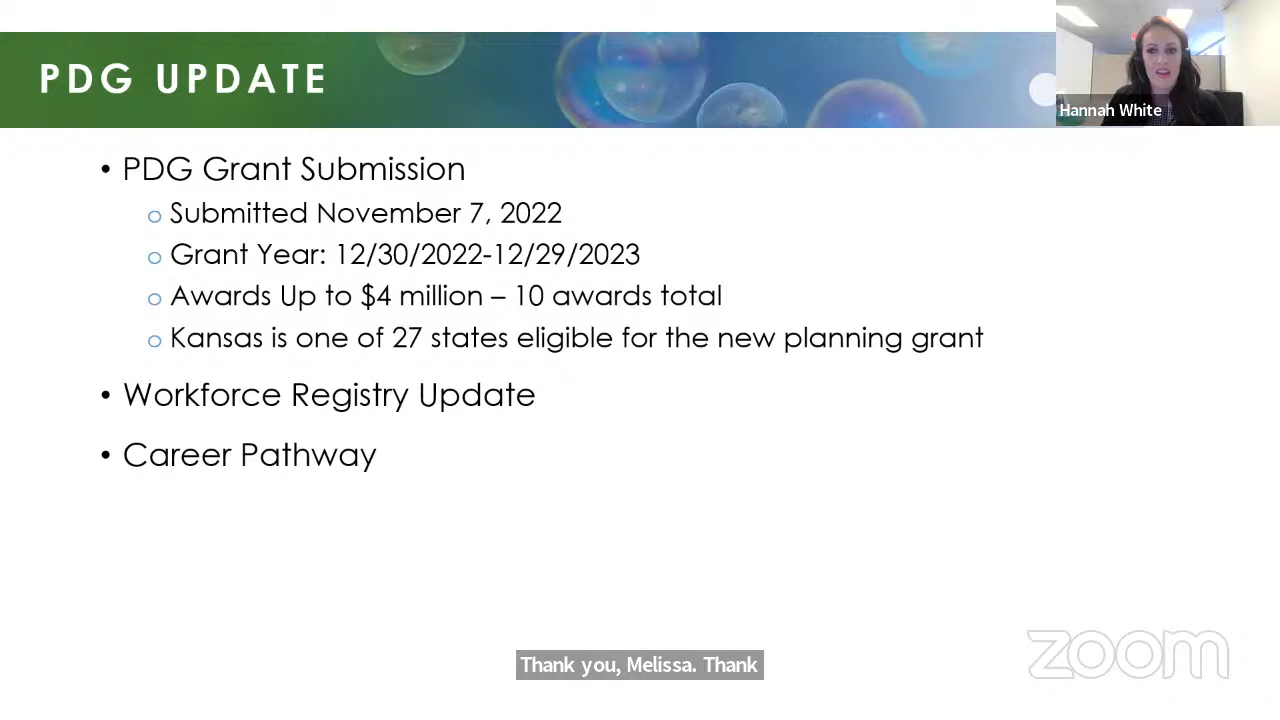 PDG UPDATE
Hannah White
• PDG Grant Submission
o Submitted November 7, 2022
o Grant Year: 12/30/2022-12/29/2023
o Awards Up to $4 million – 10 awards total
o Kansas is one of 27 states eligible for the new planning grant
• Workforce Registry Update
• Career Pathway
zoom
Thank you, Melissa. Thank